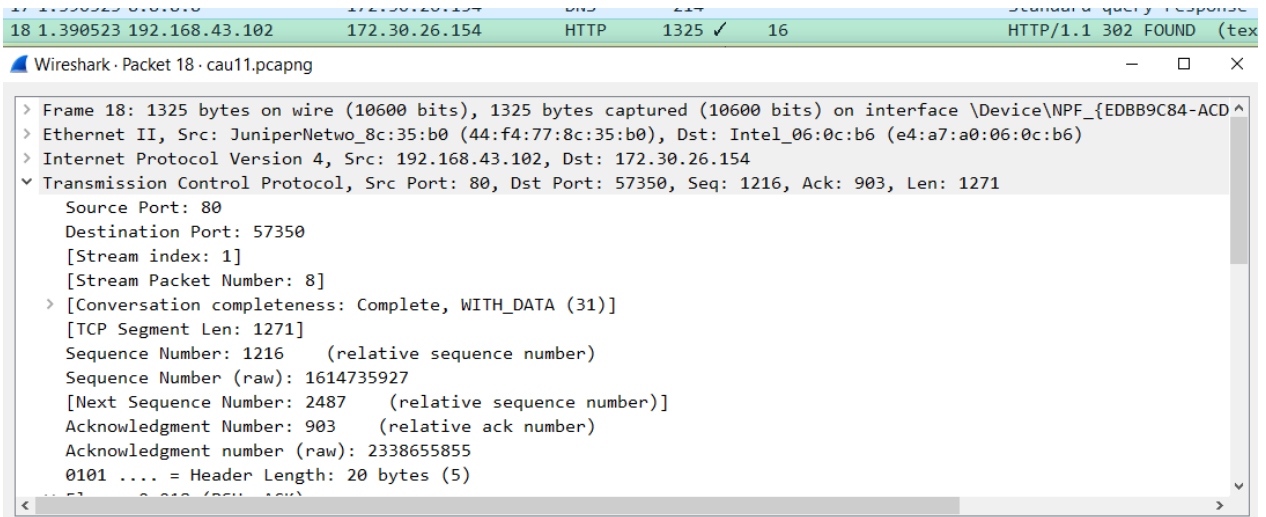 18 1.390523 192.168.43.102 172.30.26.154 HTTP 1325 ✓ 16 HTTP/1.1 302 FOUND (tex
Wireshark · Packet 18 · cau11.pcapng
Frame 18: 1325 bytes on wire (10600 bits), 1325 bytes captured (10600 bits) on interface \Device\NPF_{EDBB9C84-ACD
Ethernet II, Src: JuniperNetwo_8c:35:b0 (44:f4:77:8c:35:b0), Dst: Intel_06:0c:b6 (e4:a7:a0:06:0c:b6)
Internet Protocol Version 4, Src: 192.168.43.102, Dst: 172.30.26.154
Transmission Control Protocol, Src Port: 80, Dst Port: 57350, Seq: 1216, Ack: 903, Len: 1271
Source Port: 80
Destination Port: 57350
[Stream index: 1]
[Stream Packet Number: 8]
[Conversation completeness: Complete, WITH_DATA (31)]
[TCP Segment Len: 1271]
Sequence Number: 1216 (relative sequence number)
Sequence Number (raw): 1614735927
[Next Sequence Number: 2487 (relative sequence number)]
Acknowledgment Number: 903 (relative ack number)
Acknowledgment number (raw): 2338655855
0101 .... = Header Length: 20 bytes (5)